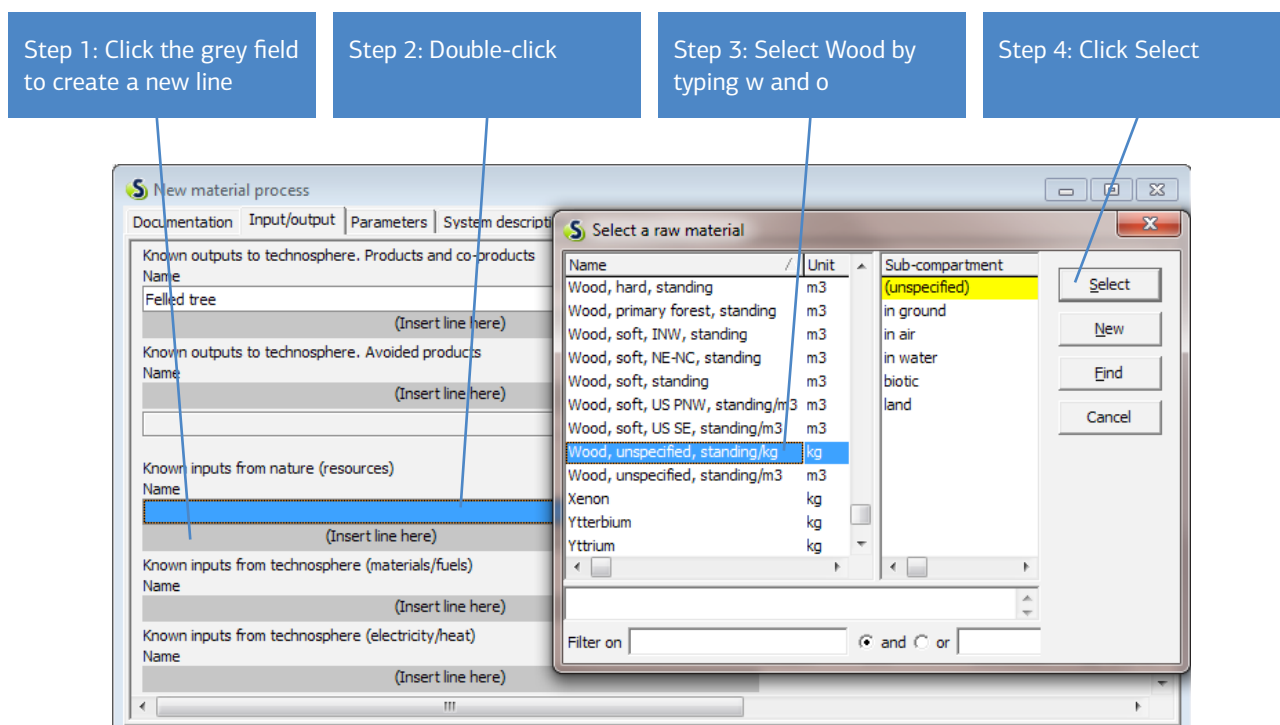 Step 1: Click the grey field
to create a new line
Step 2: Double-click
Step 3: Select Wood by
typing w and o
Step 4: Click Select
New material process
Documentation Input/output Parameters System descripti
Known outputs to technosphere. Products and co-products
Name
Felled tree
(Insert line here)
Known outputs to technosphere. Avoided products
Name
(Insert line here)
Known inputs from nature (resources)
Name
(Insert line here)
Known inputs from technosphere (materials/fuels)
Name
(Insert line here)
Known inputs from technosphere (electricity/heat)
Name
(Insert line here)
Select a raw material
Name / Unit Sub-compartment
Wood, hard, standing m3 (unspecified)
Wood, primary forest, standing m3 in ground
Wood, soft, INW, standing m3 in air
Wood, soft, NE-NC, standing m3 in water
Wood, soft, standing m3 biotic
Wood, soft, US PNW, standing/m3 m3 land
Wood, soft, US SE, standing/m3 m3
Wood, unspecified, standing/kg kg
Wood, unspecified, standing/m3 m3
Xenon kg
Ytterbium kg
Yttrium kg
Select
New
Find
Cancel
Filter on and or